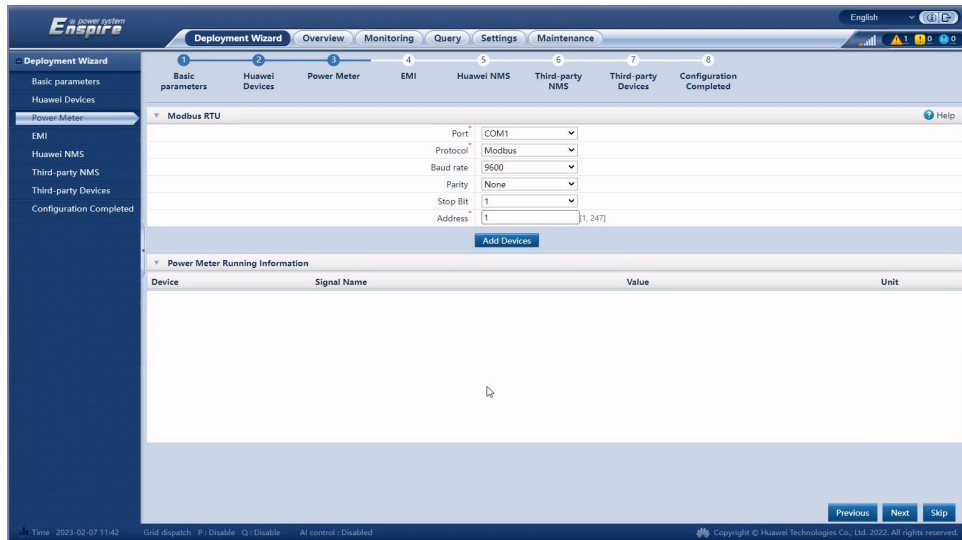 @ power system
Enspire
English
Deployment Wizard
Overview
Monitoring
Query
Settings
Maintenance
1
0
0
Deployment Wizard
Basic parameters
Huawei Devices
Power Meter
EMI
Huawei NMS
Third-party NMS
Third-party Devices
Configuration Completed
1
2
3
4
5
6
7
8
Basic parameters
Huawei Devices
Power Meter
EMI
Huawei NMS
Third-party NMS
Third-party Devices
Configuration Completed
Modbus RTU
Help
Port * COM1
Protocol * Modbus
Baud rate 9600
Parity None
Stop Bit 1
Address * 1 [1, 247]
Add Devices
Power Meter Running Information
Device Signal Name Value Unit
Previous Next Skip
Time 2023-02-07 11:42 Grid dispatch P : Disable Q : Disable AI control : Disabled
Copyright © Huawei Technologies Co., Ltd. 2022. All rights reserved.